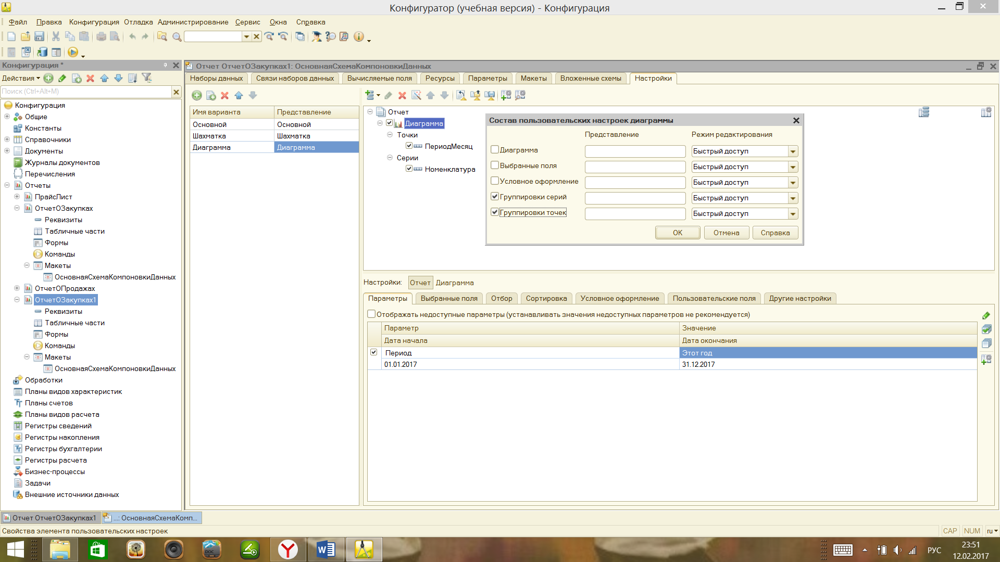 Конфигуратор (учебная версия) - Конфигурация
Файл Правка Конфигурация Отладка Администрирование Сервис Окна Справка
Конфигурация *
Действия
Поиск (Ctrl+Alt+M)
Конфигурация
Общие
Константы
Справочники
Документы
Журналы документов
Перечисления
Отчеты
ПрайсЛист
ОтчетОЗакупках
Реквизиты
Табличные части
Формы
Команды
Макеты
ОсновнаяСхемаКомпоновкиДанных
ОтчетОПродажах
ОтчетОЗакупках1
Реквизиты
Табличные части
Формы
Команды
Макеты
ОсновнаяСхемаКомпоновкиДанных
Обработки
Планы видов характеристик
Планы счетов
Планы видов расчета
Регистры сведений
Регистры накопления
Регистры бухгалтерии
Регистры расчета
Бизнес-процессы
Задачи
Внешние источники данных
Отчет ОтчетОЗакупках1: ОсновнаяСхемаКомпоновкиДанных
Наборы данных Связи наборов данных Вычисляемые поля Ресурсы Параметры Макеты Вложенные схемы Настройки
Имя варианта Представление
Основной Основной
Шахматка Шахматка
Диаграмма Диаграмма
Отчет
Диаграмма
Точки
ПериодМесяц
Серии
Номенклатура
Состав пользовательских настроек диаграммы
Представление Режим редактирования
Диаграмма Быстрый доступ
Выбранные поля Быстрый доступ
Условное оформление Быстрый доступ
Группировки серий Быстрый доступ
Группировки точек Быстрый доступ
OK Отмена Справка
Настройки: Отчет Диаграмма
Параметры Выбранные поля Отбор Сортировка Условное оформление Пользовательские поля Другие настройки
Отображать недоступные параметры (устанавливать значения недоступных параметров не рекомендуется)
Параметр Значение
Дата начала Дата окончания
Период Этот год
01.01.2017 31.12.2017
Отчет ОтчетОЗакупках1 ...: ОсновнаяСхемаКомп...
Свойства элемента пользовательских настроек CAP NUM ru
DOC РУС 23:51
12.02.2017